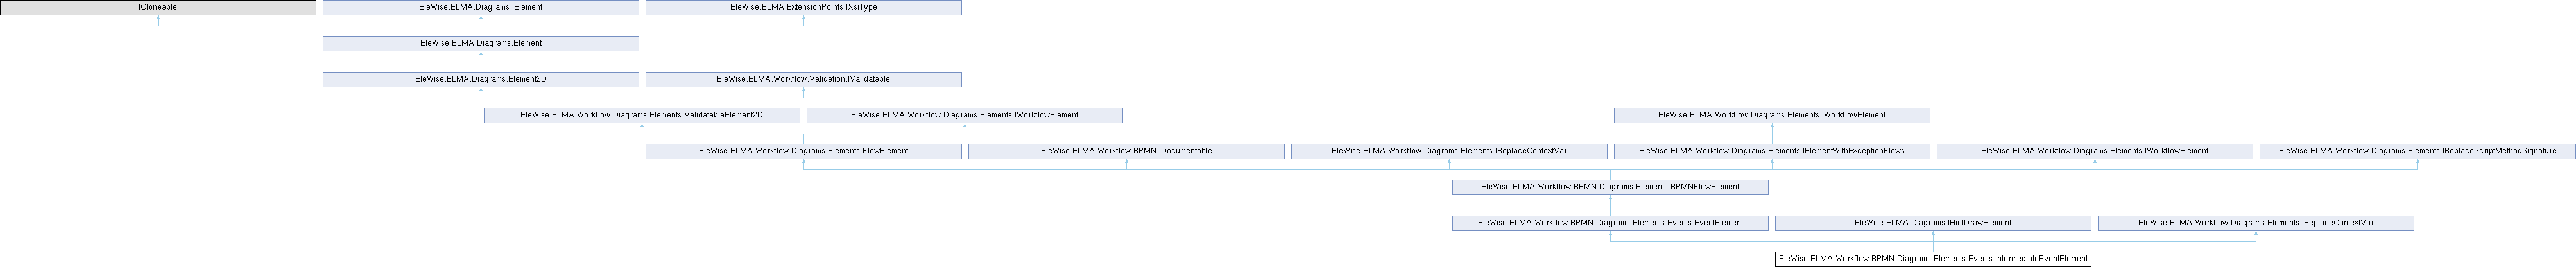 ICloneable
EleWise.ELMA.Diagrams.IElement
EleWise.ELMA.ExtensionPoints.IXsiType
EleWise.ELMA.Diagrams.Element
EleWise.ELMA.Diagrams.Element2D
EleWise.ELMA.Workflow.Validation.IValidatable
EleWise.ELMA.Workflow.Diagrams.Elements.ValidatableElement2D
EleWise.ELMA.Workflow.Diagrams.Elements.IWorkflowElement
EleWise.ELMA.Workflow.Diagrams.Elements.IWorkflowElement
EleWise.ELMA.Workflow.Diagrams.Elements.FlowElement
EleWise.ELMA.Workflow.BPMN.IDocumentable
EleWise.ELMA.Workflow.Diagrams.Elements.IReplaceContextVar
EleWise.ELMA.Workflow.Diagrams.Elements.IElementWithExceptionFlows
EleWise.ELMA.Workflow.Diagrams.Elements.IWorkflowElement
EleWise.ELMA.Workflow.Diagrams.Elements.IReplaceScriptMethodSignature
EleWise.ELMA.Workflow.BPMN.Diagrams.Elements.BPMNFlowElement
EleWise.ELMA.Workflow.BPMN.Diagrams.Elements.Events.EventElement
EleWise.ELMA.Diagrams.IHintDrawElement
EleWise.ELMA.Workflow.Diagrams.Elements.IReplaceContextVar
EleWise.ELMA.Workflow.BPMN.Diagrams.Elements.Events.IntermediateEventElement